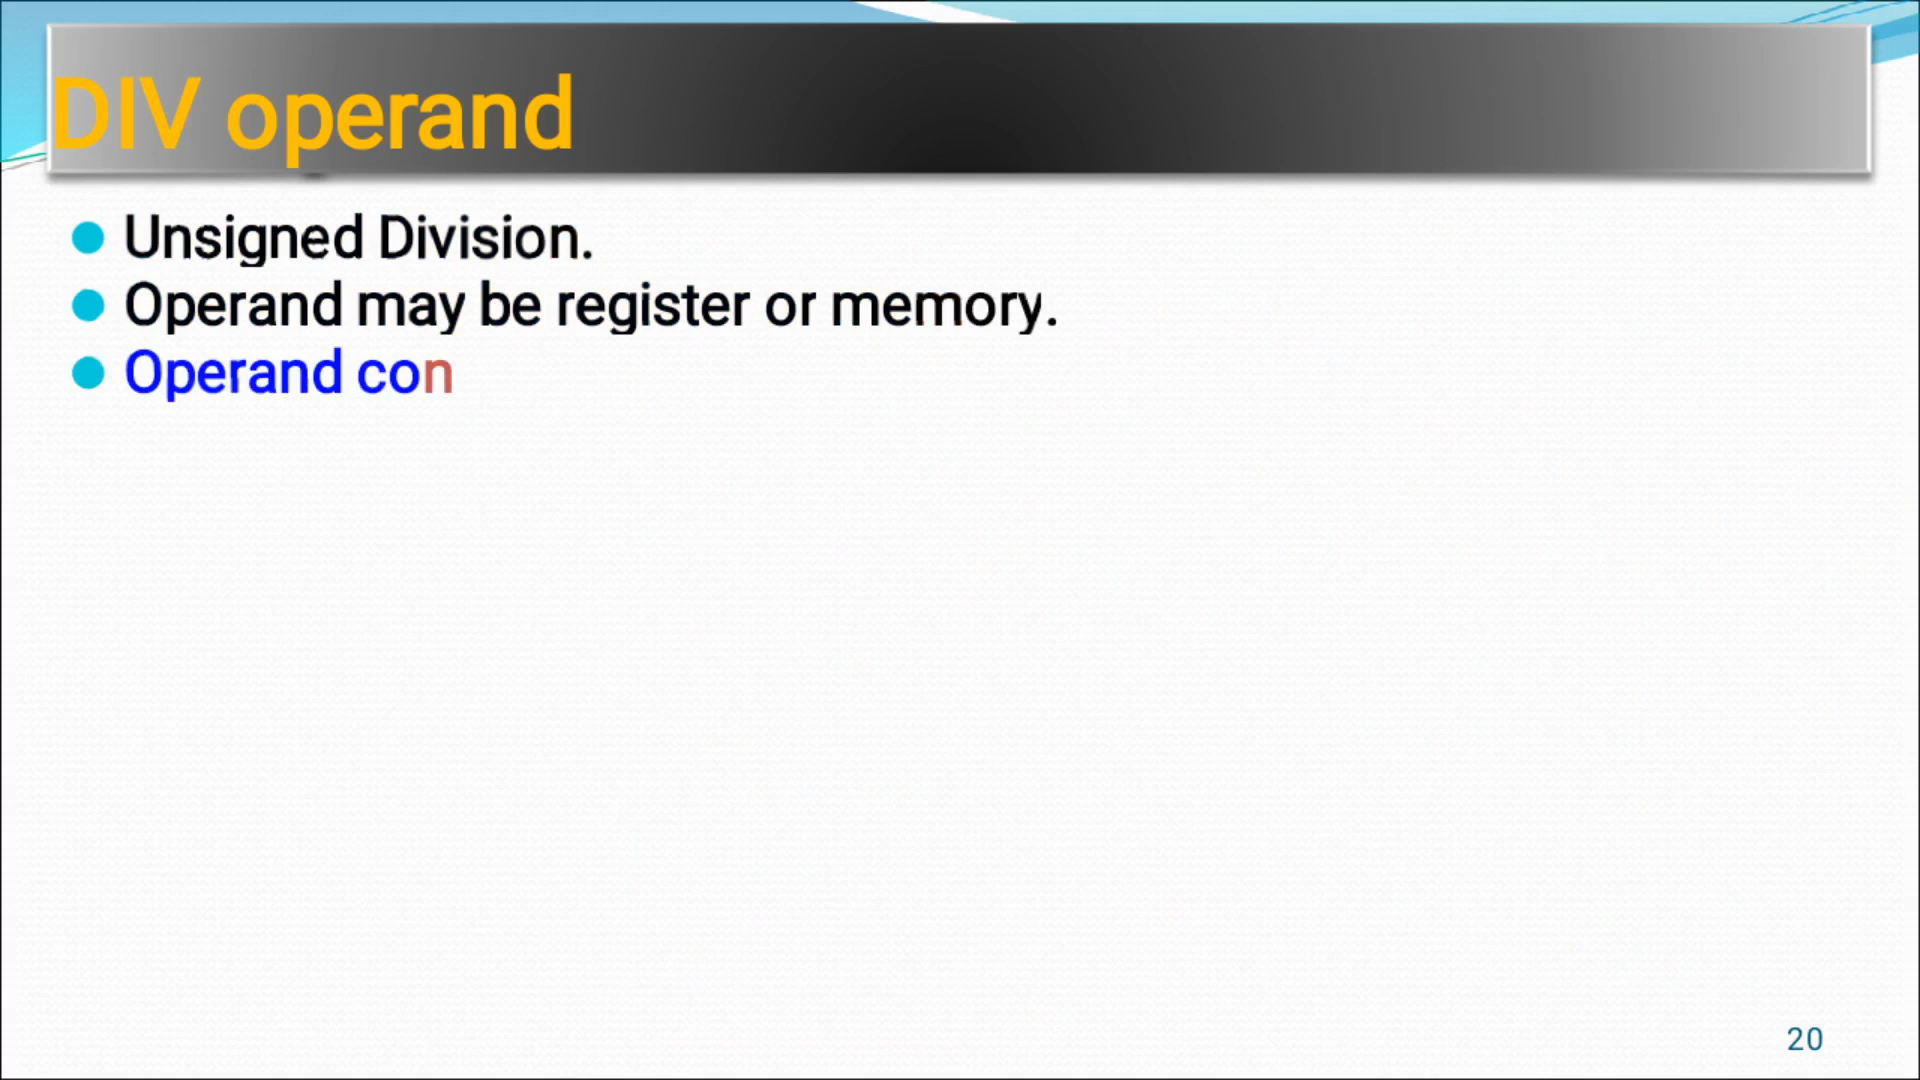 DIV operand
Unsigned Division.
Operand may be register or memory.
Operand con
20